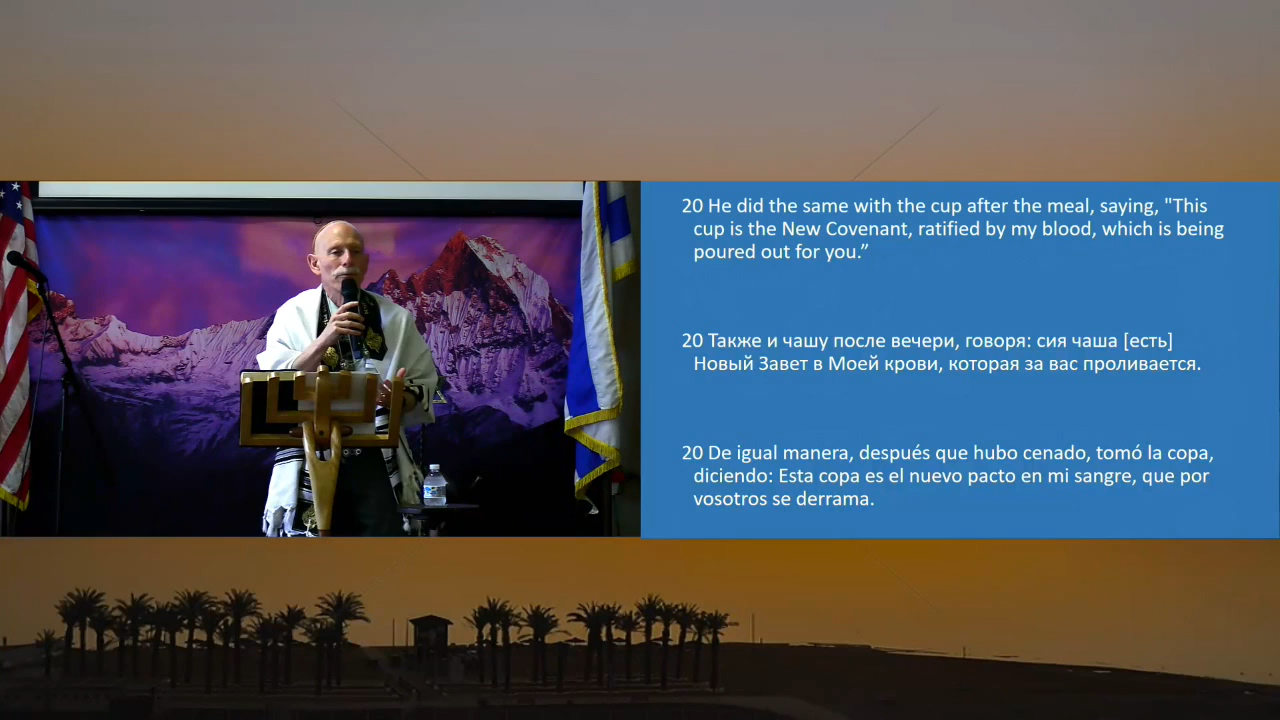 20 He did the same with the cup after the meal, saying, "This
cup is the New Covenant, ratified by my blood, which is being
poured out for you.”
20 Также и чашу после вечери, говоря: сия чаша [есть]
Новый Завет в Моей крови, которая за вас проливается.
20 De igual manera, después que hubo cenado, tomó la copa,
diciendo: Esta copa es el nuevo pacto en mi sangre, que por
vosotros se derrama.